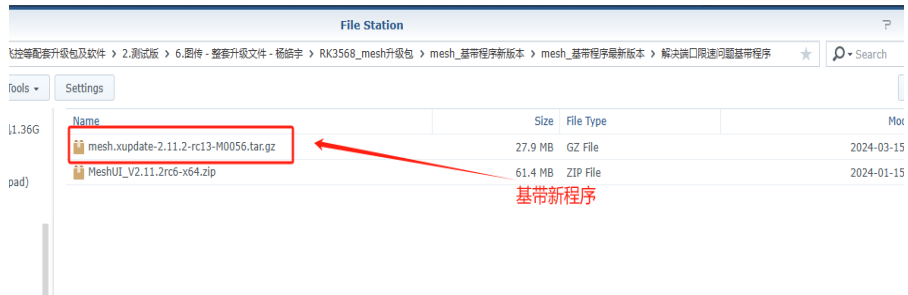 File Station
飞控等配套升级包及软件 > 2.测试版 > 6.图传 - 整套升级文件 - 杨皓宇 > RK3568_mesh升级包 > mesh_基带程序新版本 > mesh_基带程序最新版本 > 解决端口限速问题基带程序 Search
Tools Settings
11.36G Name Size File Type Mod
mesh.xupdate-2.11.2-rc13-M0056.tar.gz 27.9 MB GZ File 2024-03-15
pad) MeshUI_V2.11.2rc6-x64.zip 61.4 MB ZIP File 2024-01-15
基带新程序